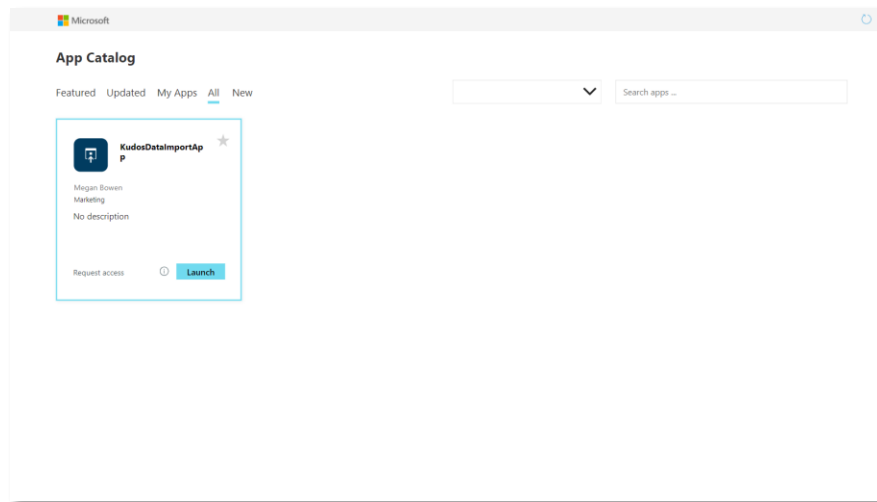 Microsoft
App Catalog
Featured Updated My Apps All New
Search apps ...
KudosDataImportAp
p
Megan Bowen
Marketing
No description
Request access Launch